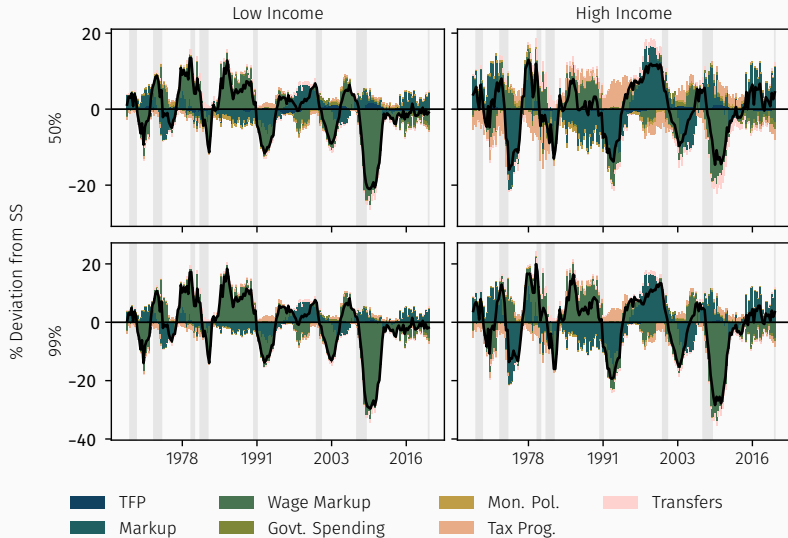 Low Income High Income
20
0
−20
50%
20
0
−20
−40
99%
% Deviation from SS
1978 1991 2003 2016 1978 1991 2003 2016
TFP Wage Markup Mon. Pol. Transfers
Markup Govt. Spending Tax Prog.